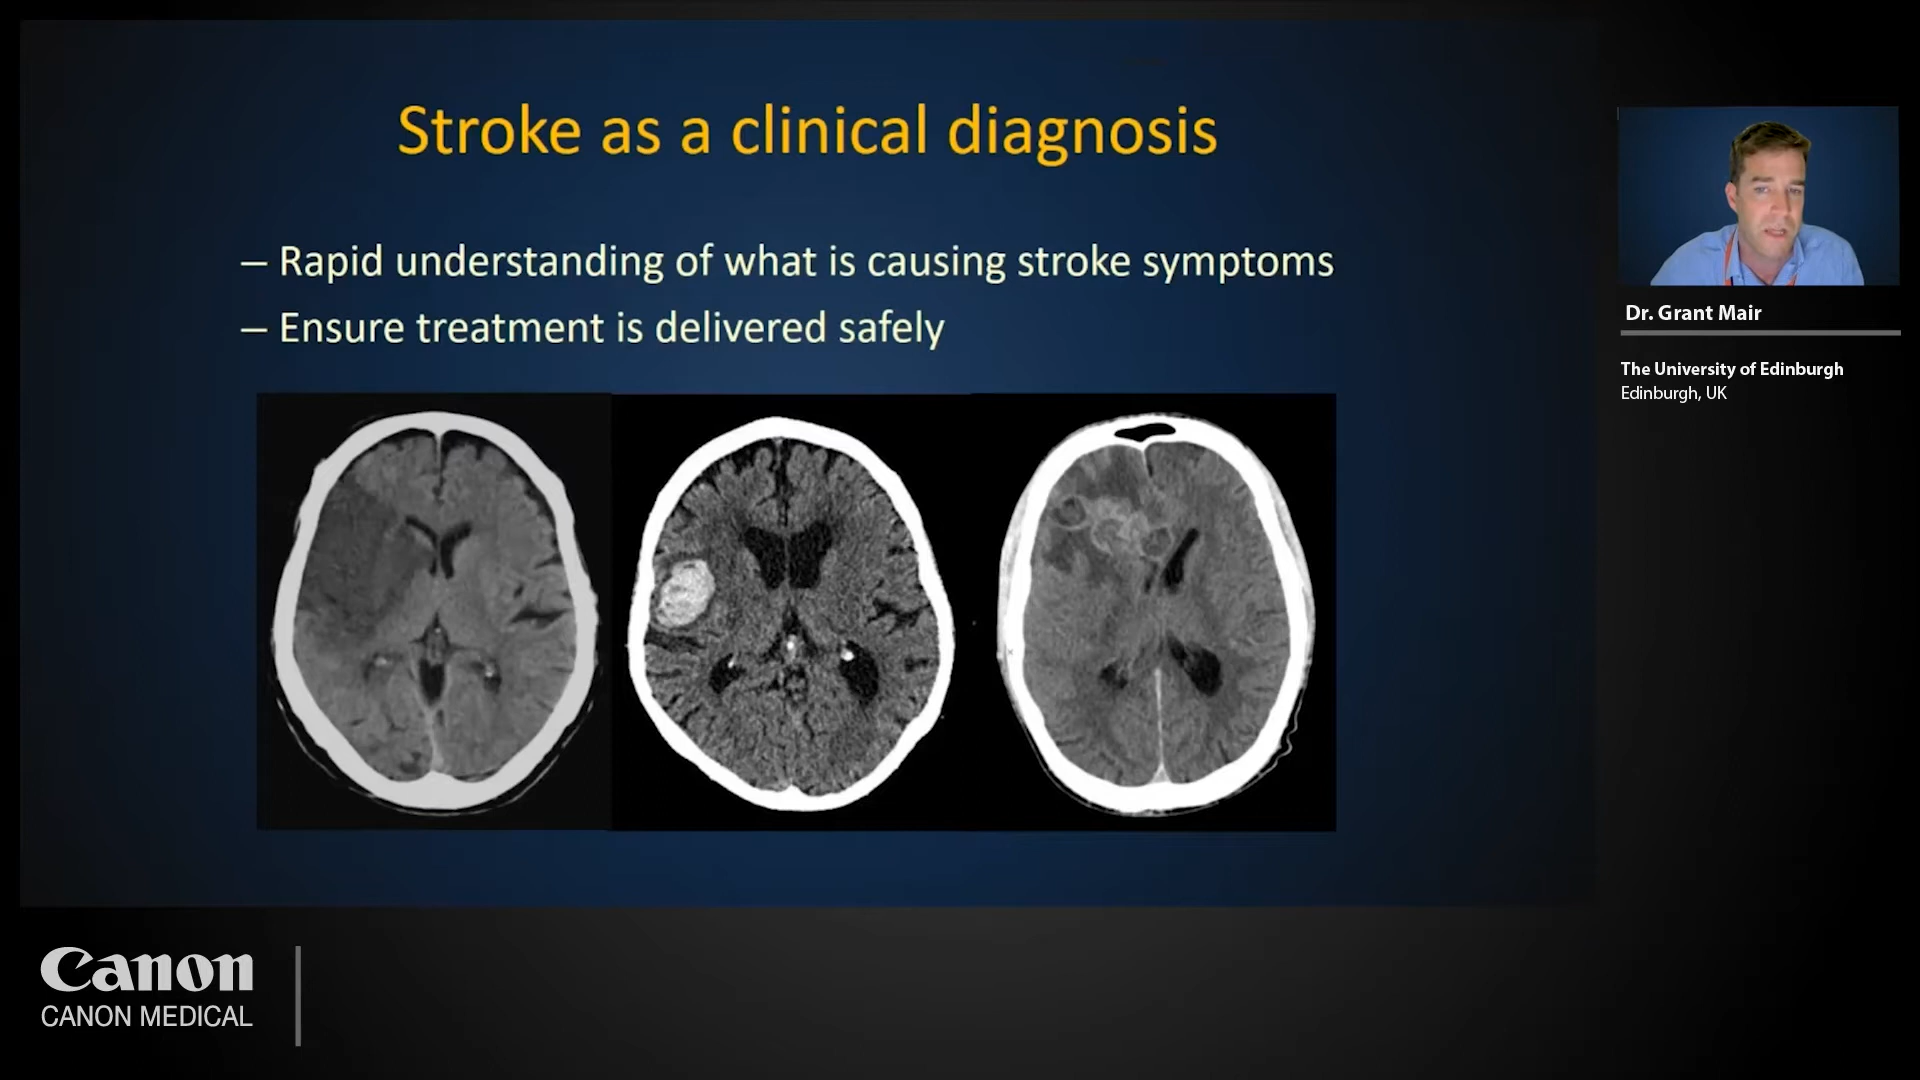 Stroke as a clinical diagnosis
– Rapid understanding of what is causing stroke symptoms
– Ensure treatment is delivered safely
Dr. Grant Mair
The University of Edinburgh
Edinburgh, UK
Canon
CANON MEDICAL